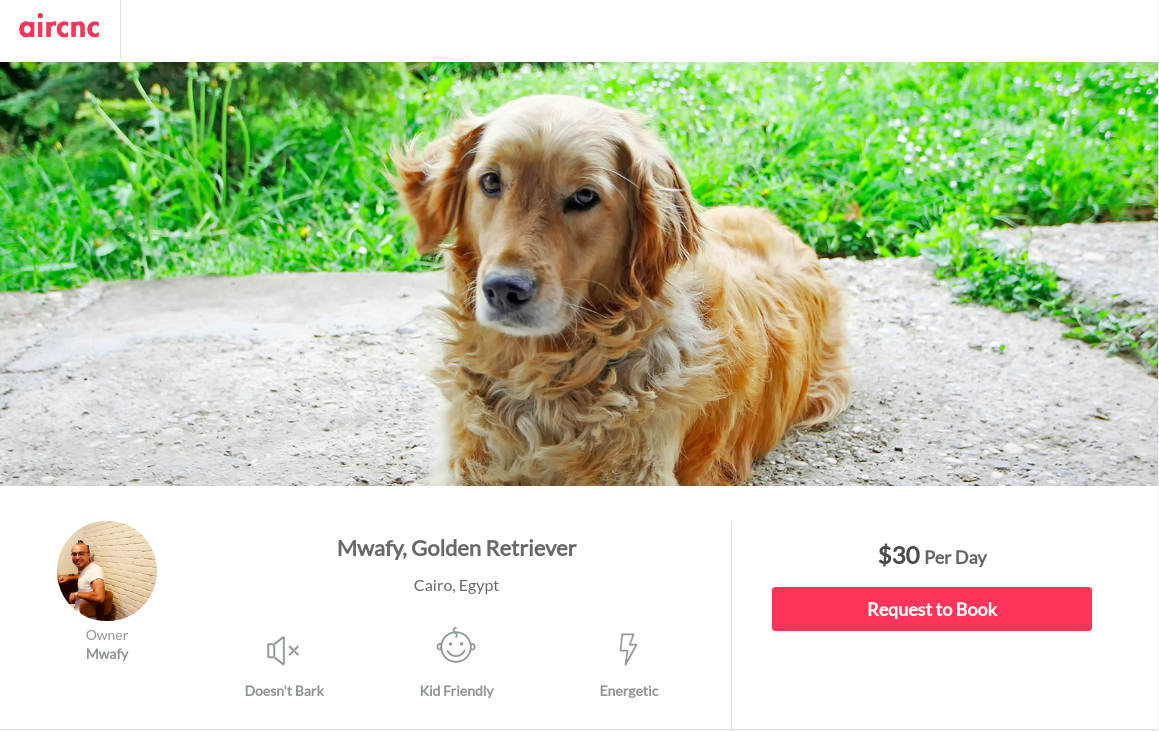 aircnc
Owner
Mwafy
Mwafy, Golden Retriever
Cairo, Egypt
Doesn't Bark
Kid Friendly
Energetic
$30 Per Day
Request to Book